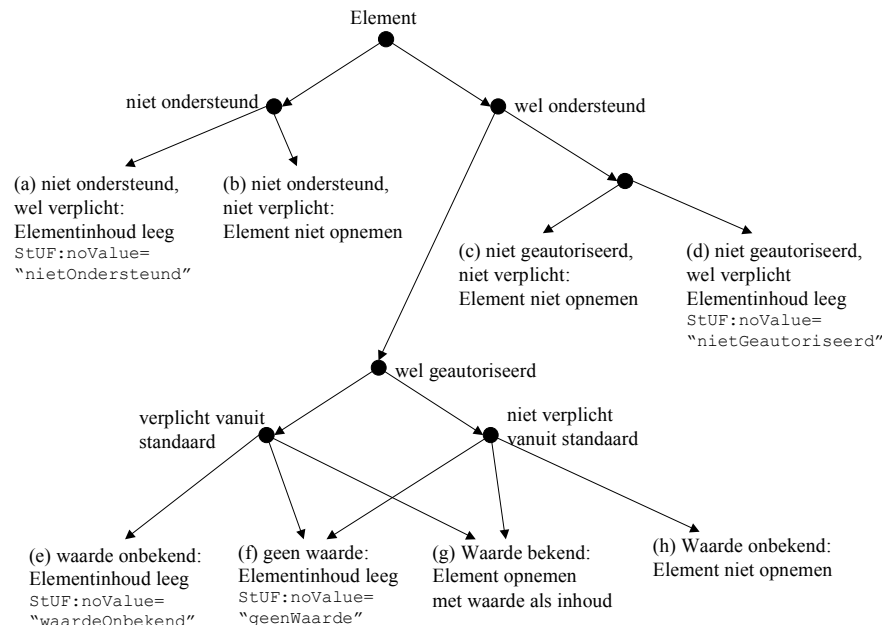 Element
niet ondersteund
wel ondersteund
(a) niet ondersteund,
wel verplicht:
Elementinhoud leeg
StUF:noValue=
“nietOndersteund”
(b) niet ondersteund,
niet verplicht:
Element niet opnemen
(c) niet geautoriseerd,
niet verplicht:
Element niet opnemen
(d) niet geautoriseerd,
wel verplicht
Elementinhoud leeg
StUF:noValue=
“nietGeautoriseerd”
wel geautoriseerd
verplicht vanuit
standaard
niet verplicht
vanuit standaard
(e) waarde onbekend:
Elementinhoud leeg
StUF:noValue=
“waardeOnbekend”
(f) geen waarde:
Elementinhoud leeg
StUF:noValue=
“geenWaarde”
(g) Waarde bekend:
Element opnemen
met waarde als inhoud
(h) Waarde onbekend:
Element niet opnemen